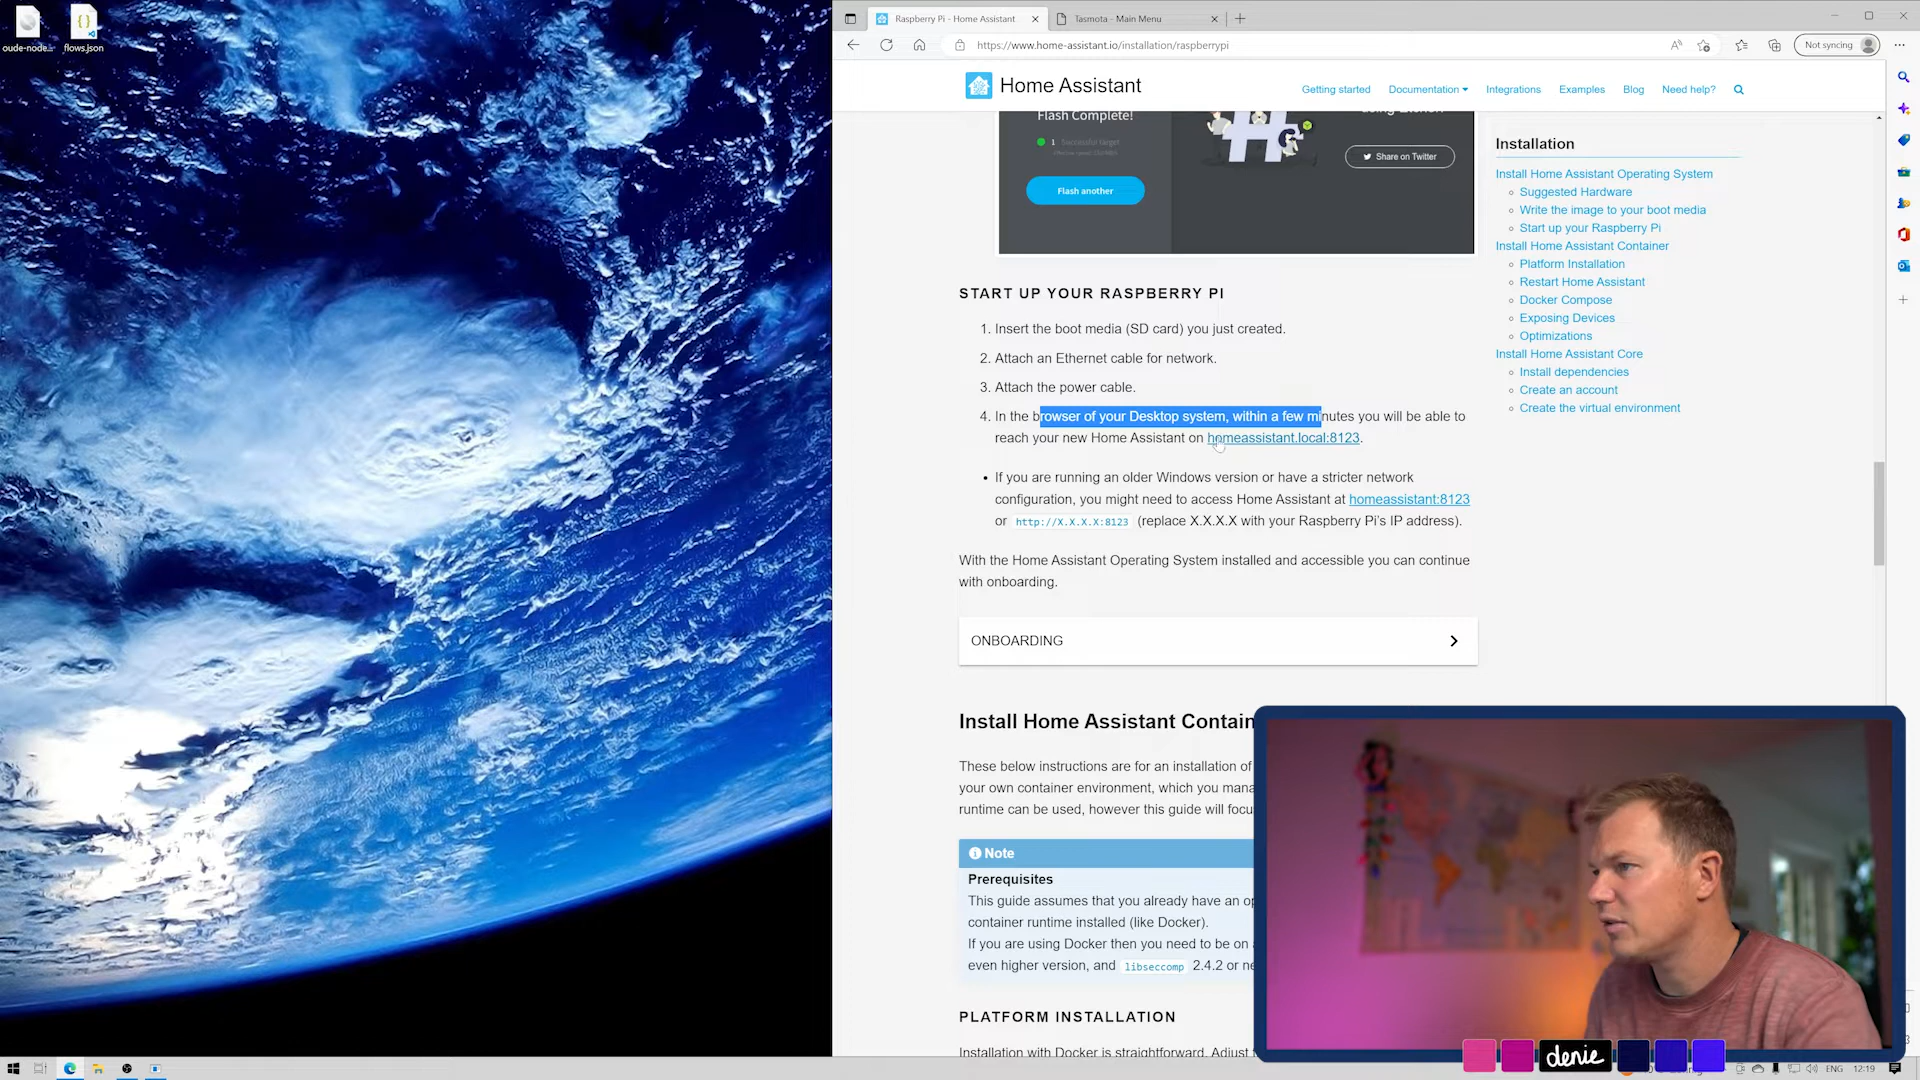 Raspberry Pi - Home Assistant
Tasmota - Main Menu
https://www.home-assistant.io/installation/raspberrypi
Not syncing
oude-node...
flows.json
Home Assistant
Getting started
Documentation
Integrations
Examples
Blog
Need help?
Flash Complete!
1 Successful target
Flash another
Share on Twitter
START UP YOUR RASPBERRY PI
1. Insert the boot media (SD card) you just created.
2. Attach an Ethernet cable for network.
3. Attach the power cable.
4. In the browser of your Desktop system, within a few minutes you will be able to
reach your new Home Assistant on homeassistant.local:8123.
• If you are running an older Windows version or have a stricter network
configuration, you might need to access Home Assistant at homeassistant:8123
or http://X.X.X.X:8123 (replace X.X.X.X with your Raspberry Pi's IP address).
With the Home Assistant Operating System installed and accessible you can continue
with onboarding.
ONBOARDING
Install Home Assistant Contain
These below instructions are for an installation of
your own container environment, which you mana
runtime can be used, however this guide will focu
Note
Prerequisites
This guide assumes that you already have an op
container runtime installed (like Docker).
If you are using Docker then you need to be on
even higher version, and libseccomp 2.4.2 or ne
PLATFORM INSTALLATION
Installation with Docker is straightforward. Adjust
Installation
Install Home Assistant Operating System
Suggested Hardware
Write the image to your boot media
Start up your Raspberry Pi
Install Home Assistant Container
Platform Installation
Restart Home Assistant
Docker Compose
Exposing Devices
Optimizations
Install Home Assistant Core
Install dependencies
Create an account
Create the virtual environment
denie
ENG
12:19